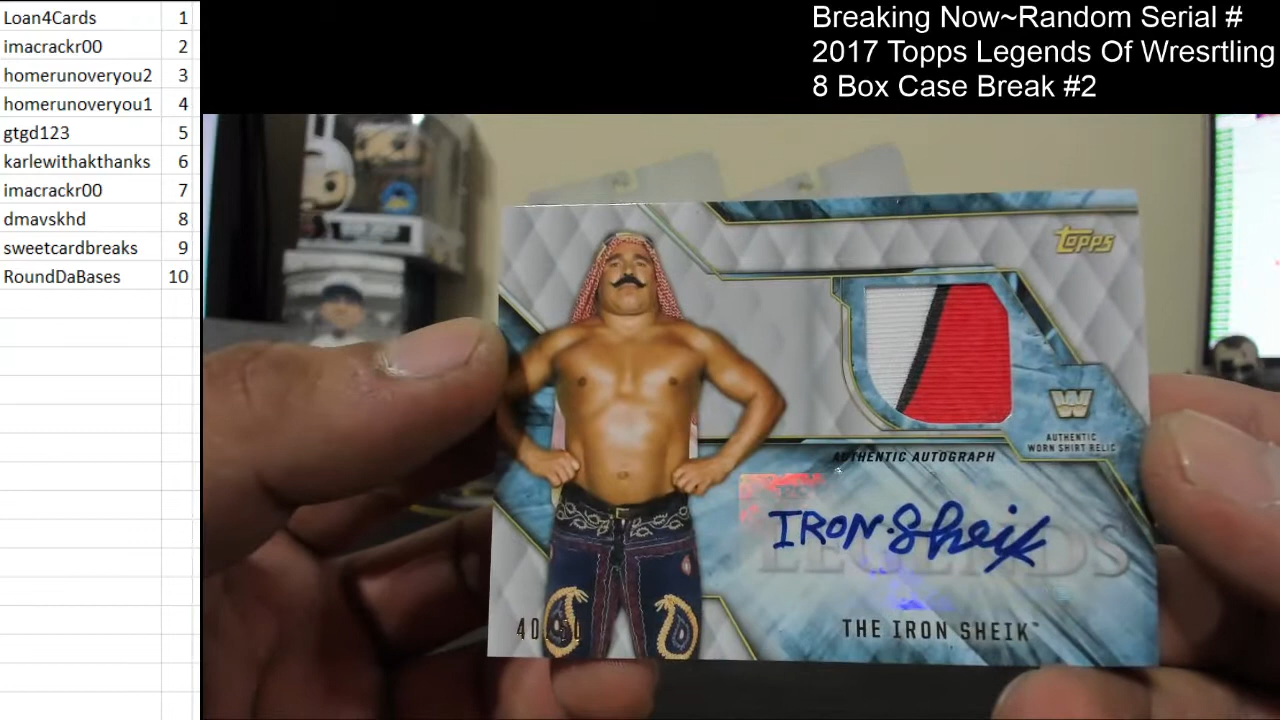 Loan4Cards 1
imacrackr00 2
homerunoveryou2 3
homerunoveryou1 4
gtgd123 5
karlewithakthanks 6
imacrackr00 7
dmavskhd 8
sweetcardbreaks 9
RoundDaBases 10
Breaking Now~Random Serial #
2017 Topps Legends Of Wresrtling
8 Box Case Break #2
Topps
W
AUTHENTIC
WORN SHIRT RELIC
AUTHENTIC AUTOGRAPH
IRON Sheik
LEGENDS
THE IRON SHEIK™